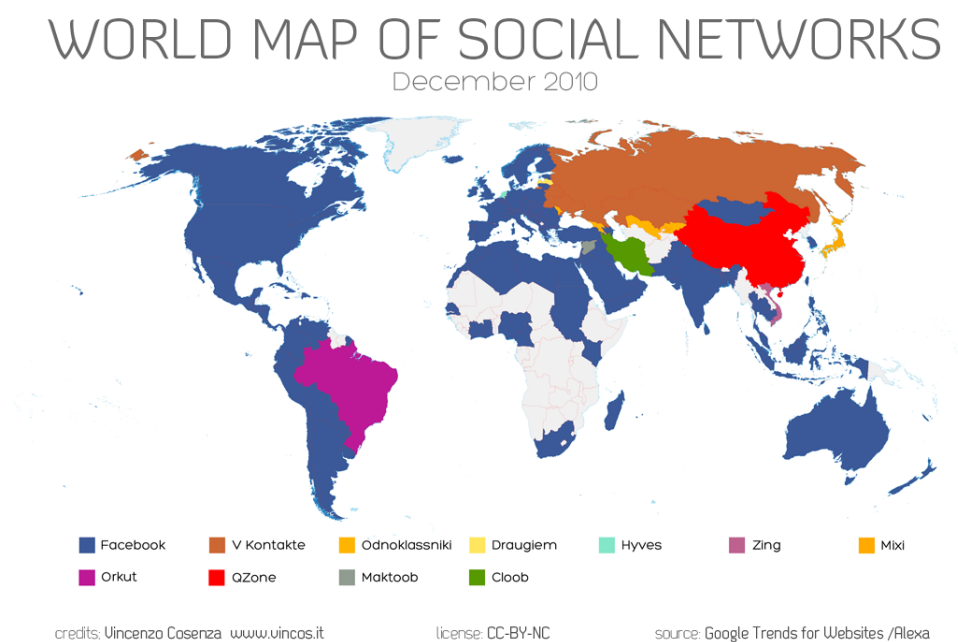 WORLD MAP OF SOCIAL NETWORKS
December 2010
Facebook V Kontakte Odnoklassniki Draugiem Hyves Zing Mixi
Orkut QZone Maktoob Cloob
credits: Vincenzo Cosenza www.vincos.it license: CC-BY-NC source: Google Trends for Websites /Alexa